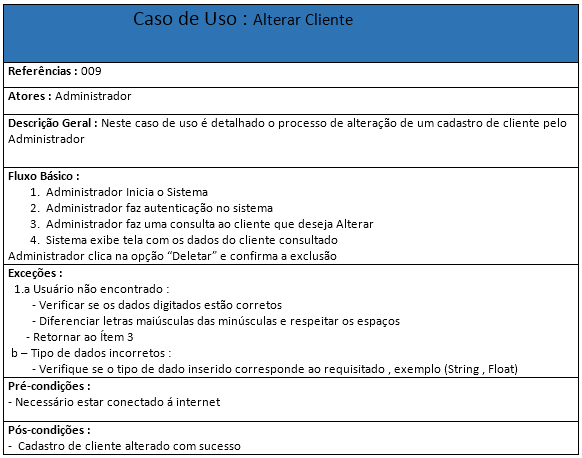 Caso de Uso : Alterar Cliente
Referências : 009
Atores : Administrador
Descrição Geral : Neste caso de uso é detalhado o processo de alteração de um cadastro de cliente pelo
Administrador
Fluxo Básico :
1. Administrador Inicia o Sistema
2. Administrador faz autenticação no sistema
3. Administrador faz uma consulta ao cliente que deseja Alterar
4. Sistema exibe tela com os dados do cliente consultado
Administrador clica na opção “Deletar” e confirma a exclusão
Exceções :
1.a Usuário não encontrado :
- Verificar se os dados digitados estão corretos
- Diferenciar letras maiúsculas das minúsculas e respeitar os espaços
- Retornar ao Ítem 3
b – Tipo de dados incorretos :
- Verifique se o tipo de dado inserido corresponde ao requisitado , exemplo (String , Float)
Pré-condições :
- Necessário estar conectado á internet
Pós-condições :
- Cadastro de cliente alterado com sucesso